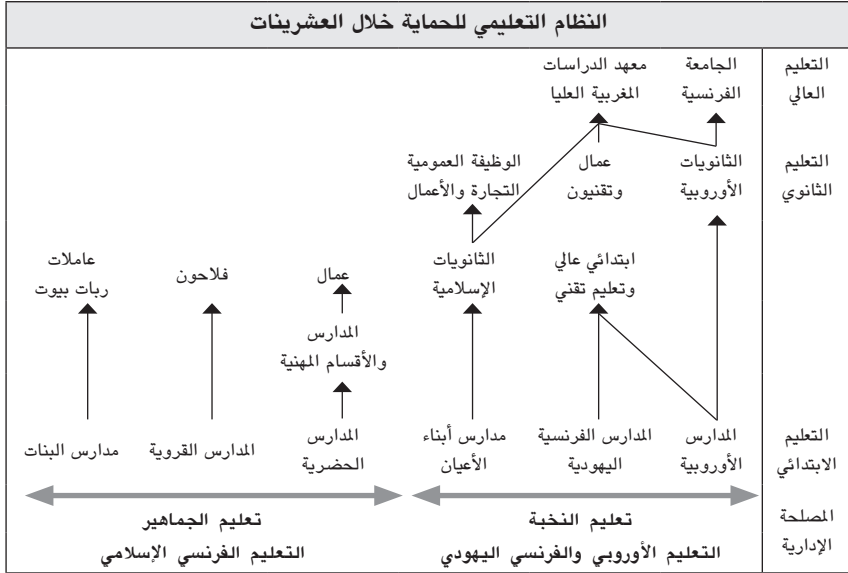 النظام التعليمي للحماية خلال العشرينات
التعليم
العالي
الجامعة
الفرنسية
معهد الدراسات
المغربية العليا
التعليم
الثانوي
الثانويات
الأوروبية
عمال
وتقنيون
الوظيفة العمومية
التجارة والأعمال
ابتدائي عالي
وتعليم تقني
الثانويات
الإسلامية
عمال
فلاحون
عاملات
ربات بيوت
المدارس
والأقسام المهنية
التعليم
الابتدائي
المدارس
الأوروبية
المدارس الفرنسية
اليهودية
مدارس أبناء
الأعيان
المدارس
الحضرية
المدارس القروية
مدارس البنات
المصلحة
الإدارية
تعليم النخبة
التعليم الأوروبي والفرنسي اليهودي
تعليم الجماهير
التعليم الفرنسي الإسلامي